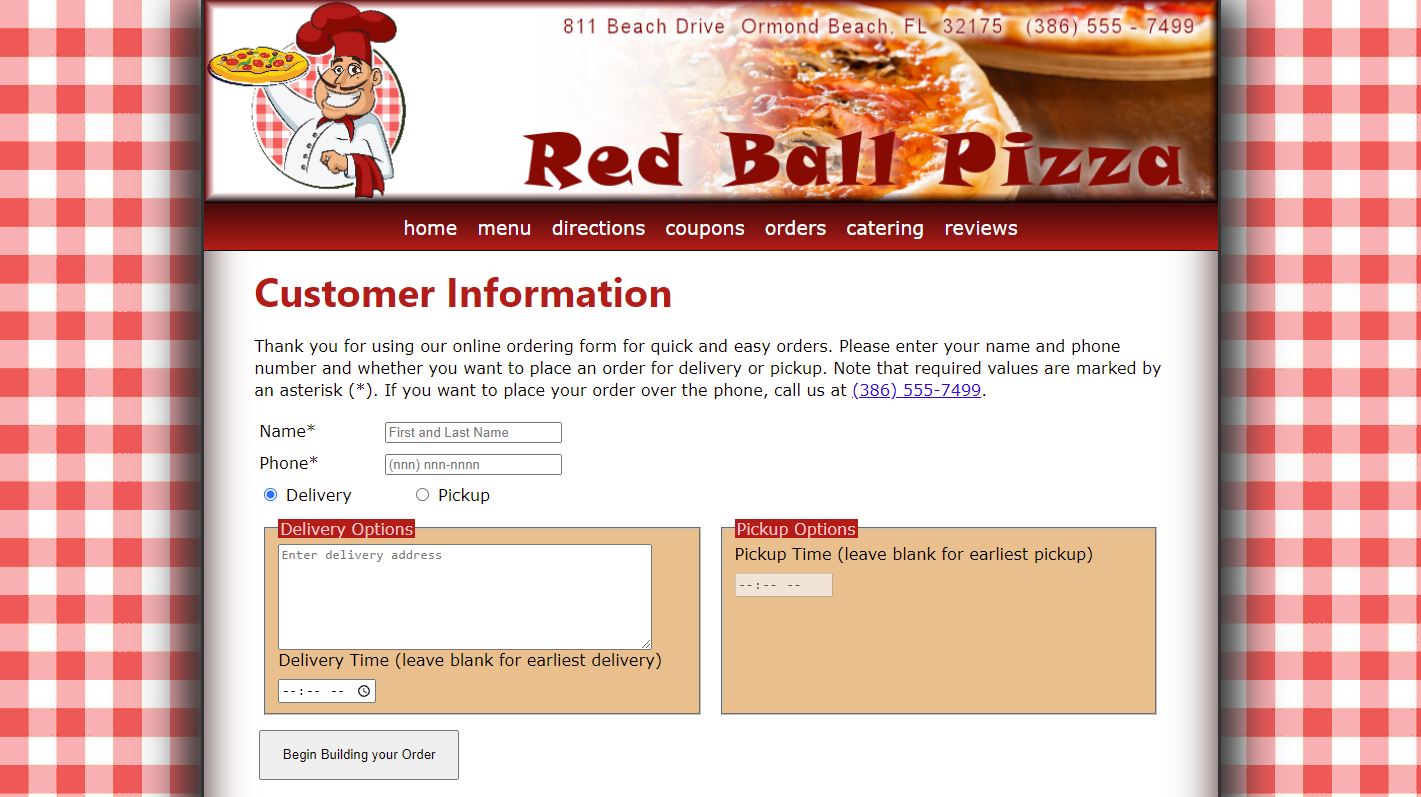 811 Beach Drive Ormond Beach, FL 32175 (386) 555 - 7499
Red Ball Pizza
home menu directions coupons orders catering reviews
Customer Information
Thank you for using our online ordering form for quick and easy orders. Please enter your name and phone
number and whether you want to place an order for delivery or pickup. Note that required values are marked by
an asterisk (*). If you want to place your order over the phone, call us at (386) 555-7499.
Name* First and Last Name
Phone* (nnn) nnn-nnnn
Delivery Pickup
Delivery Options
Enter delivery address
Delivery Time (leave blank for earliest delivery)
--:-- --
Pickup Options
Pickup Time (leave blank for earliest pickup)
--:-- --
Begin Building your Order